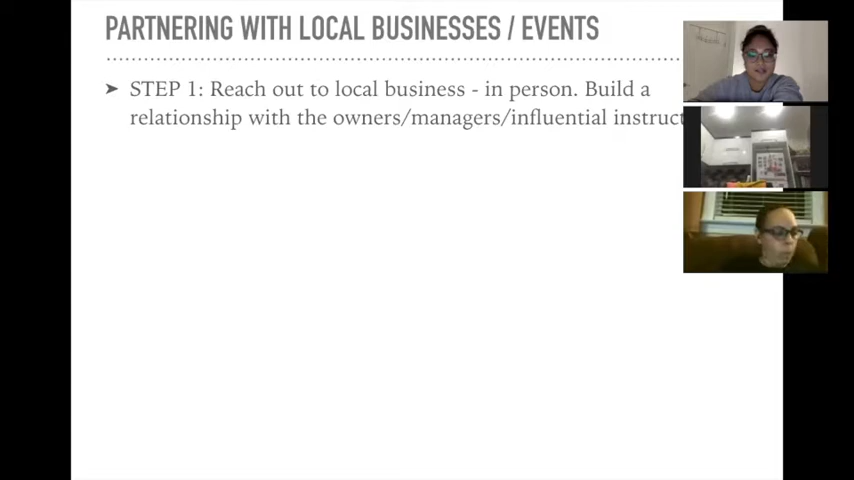 PARTNERING WITH LOCAL BUSINESSES / EVENTS
➤ STEP 1: Reach out to local business - in person. Build a
relationship with the owners/managers/influential instruct